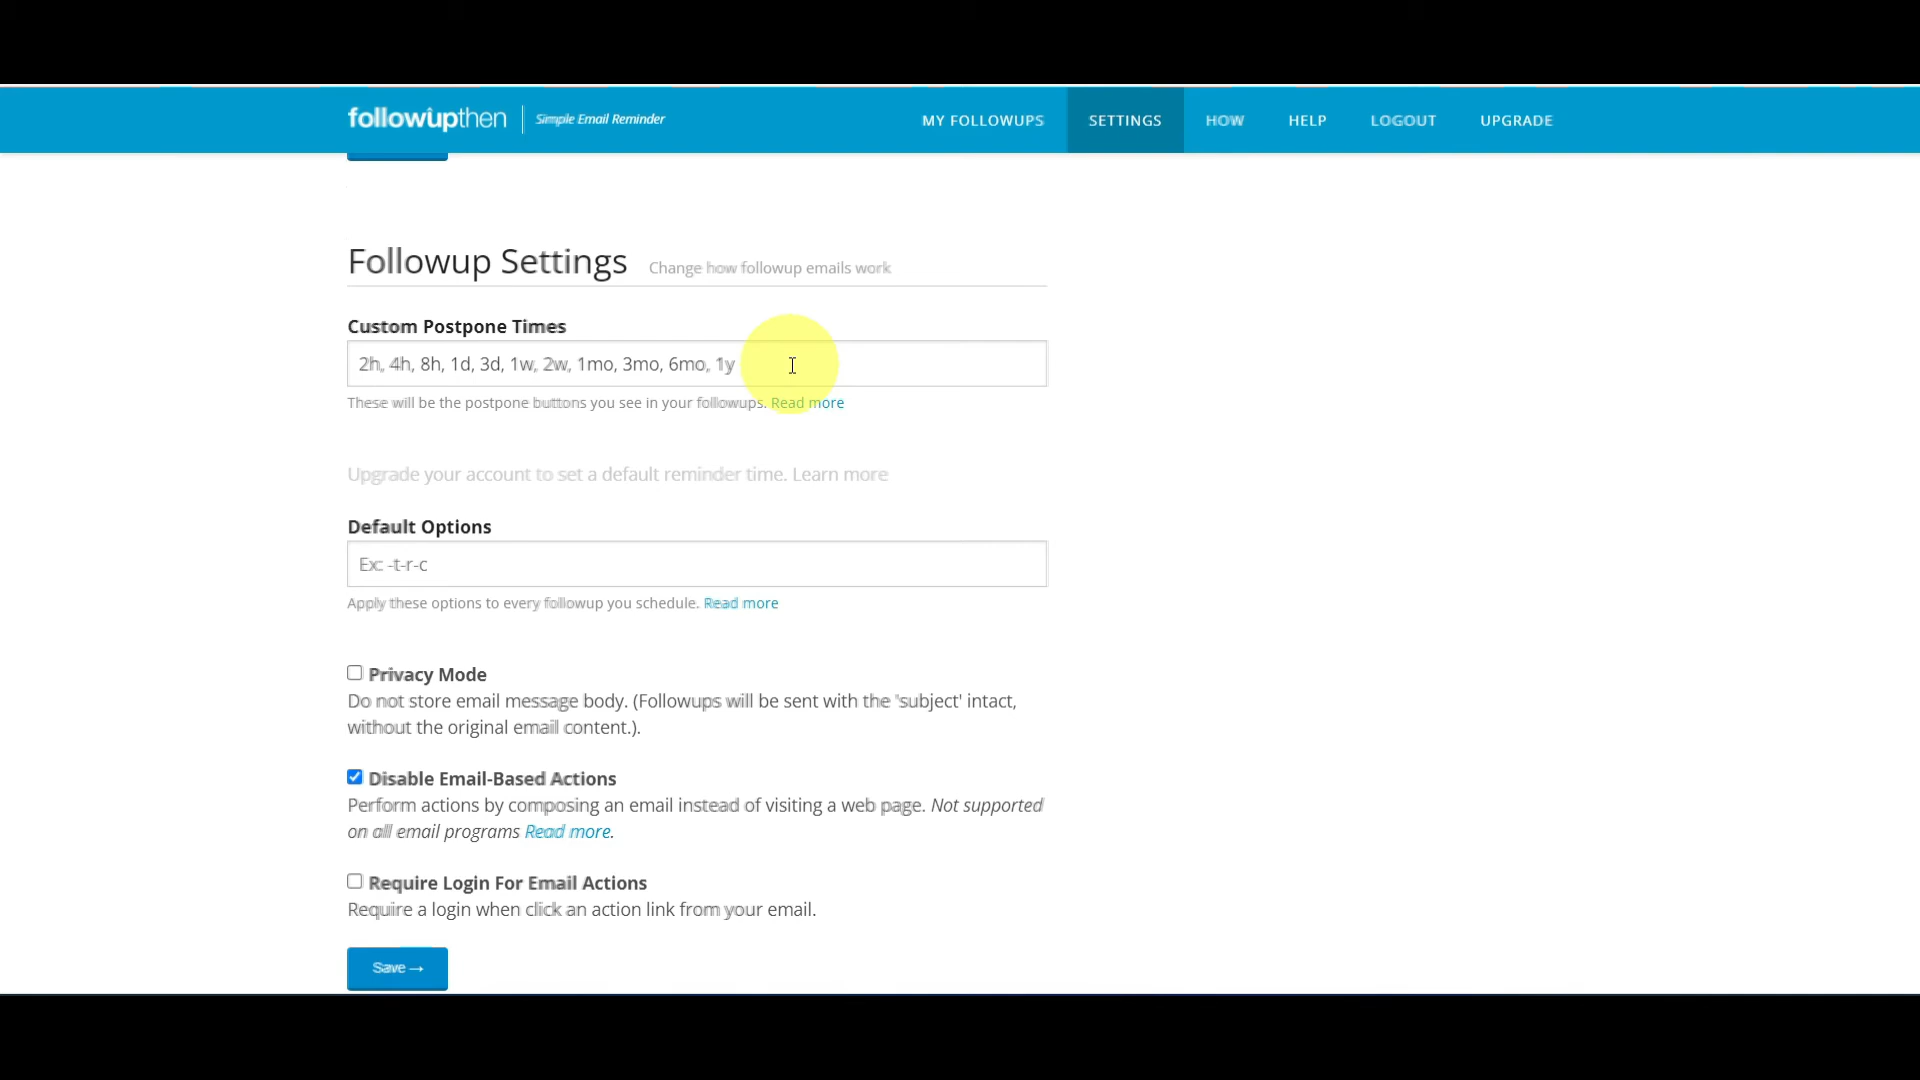 followupthen Simple Email Reminder MY FOLLOWUPS SETTINGS HOW HELP LOGOUT UPGRADE
Followup Settings Change how followup emails work
Custom Postpone Times
2h, 4h, 8h, 1d, 3d, 1w, 2w, 1mo, 3mo, 6mo, 1y
These will be the postpone buttons you see in your followups. Read more
Upgrade your account to set a default reminder time. Learn more
Default Options
Ex: -t-r-c
Apply these options to every followup you schedule. Read more
Privacy Mode
Do not store email message body. (Followups will be sent with the 'subject' intact,
without the original email content.).
Disable Email-Based Actions
Perform actions by composing an email instead of visiting a web page. Not supported
on all email programs Read more.
Require Login For Email Actions
Require a login when click an action link from your email.
Save →